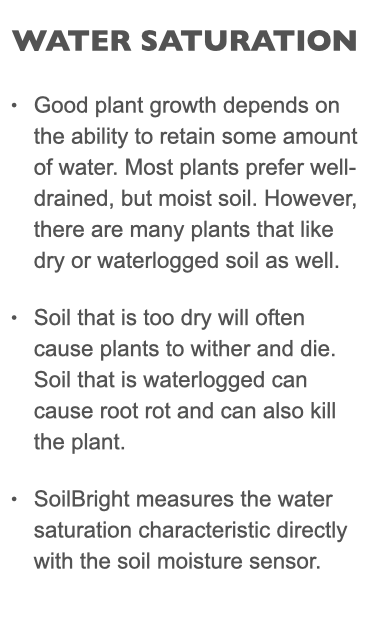 WATER SATURATION
• Good plant growth depends on
the ability to retain some amount
of water. Most plants prefer well-
drained, but moist soil. However,
there are many plants that like
dry or waterlogged soil as well.
• Soil that is too dry will often
cause plants to wither and die.
Soil that is waterlogged can
cause root rot and can also kill
the plant.
• SoilBright measures the water
saturation characteristic directly
with the soil moisture sensor.